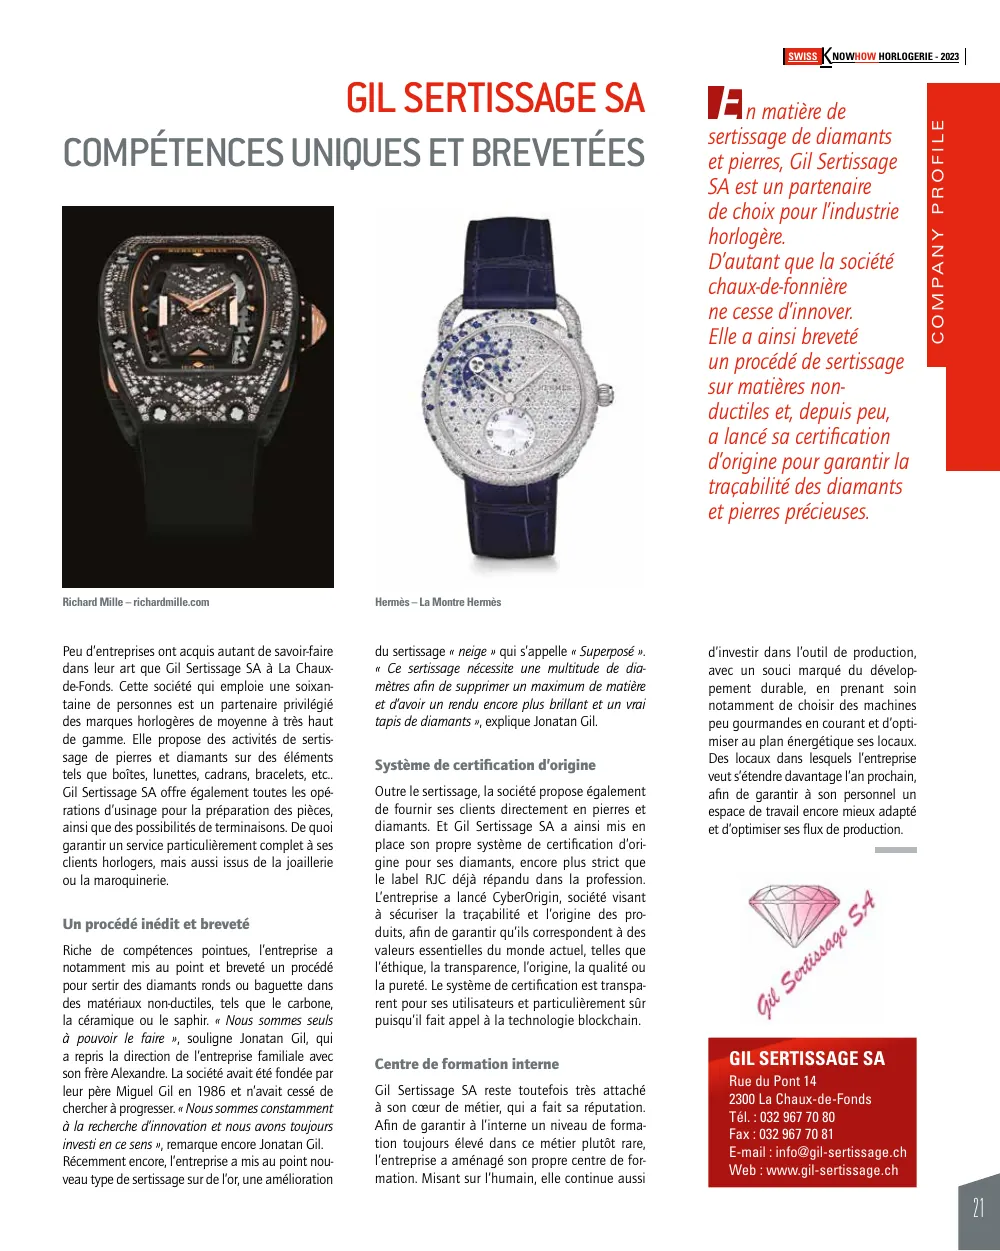 SWISS KNOWHOW HORLOGERIE - 2023
GIL SERTISSAGE SA
COMPÉTENCES UNIQUES ET BREVETÉES
En matière de
sertissage de diamants
et pierres, Gil Sertissage
SA est un partenaire
de choix pour l'industrie
horlogère.
D'autant que la société
chaux-de-fonnière
ne cesse d'innover.
Elle a ainsi breveté
un procédé de sertissage
sur matières non-
ductiles et, depuis peu,
a lancé sa certification
d'origine pour garantir la
traçabilité des diamants
et pierres précieuses.
COMPANY PROFILE
RICHARD MILLE
HERMÈS
Richard Mille – richardmille.com
Hermès – La Montre Hermès
Peu d'entreprises ont acquis autant de savoir-faire
dans leur art que Gil Sertissage SA à La Chaux-
de-Fonds. Cette société qui emploie une soixan-
taine de personnes est un partenaire privilégié
des marques horlogères de moyenne à très haut
de gamme. Elle propose des activités de sertis-
sage de pierres et diamants sur des éléments
tels que boîtes, lunettes, cadrans, bracelets, etc..
Gil Sertissage SA offre également toutes les opé-
rations d'usinage pour la préparation des pièces,
ainsi que des possibilités de terminaisons. De quoi
garantir un service particulièrement complet à ses
clients horlogers, mais aussi issus de la joaillerie
ou la maroquinerie.
Un procédé inédit et breveté
Riche de compétences pointues, l'entreprise a
notamment mis au point et breveté un procédé
pour sertir des diamants ronds ou baguette dans
des matériaux non-ductiles, tels que le carbone,
la céramique ou le saphir. « Nous sommes seuls
à pouvoir le faire », souligne Jonatan Gil, qui
a repris la direction de l'entreprise familiale avec
son frère Alexandre. La société avait été fondée par
leur père Miguel Gil en 1986 et n'avait cessé de
chercher à progresser. « Nous sommes constamment
à la recherche d'innovation et nous avons toujours
investi en ce sens », remarque encore Jonatan Gil.
Récemment encore, l'entreprise a mis au point nou-
veau type de sertissage sur de l'or, une amélioration
du sertissage « neige » qui s'appelle « Superposé ».
« Ce sertissage nécessite une multitude de dia-
mètres afin de supprimer un maximum de matière
et d'avoir un rendu encore plus brillant et un vrai
tapis de diamants », explique Jonatan Gil.
Système de certification d'origine
Outre le sertissage, la société propose également
de fournir ses clients directement en pierres et
diamants. Et Gil Sertissage SA a ainsi mis en
place son propre système de certification d'ori-
gine pour ses diamants, encore plus strict que
le label RJC déjà répandu dans la profession.
L'entreprise a lancé CyberOrigin, société visant
à sécuriser la traçabilité et l'origine des pro-
duits, afin de garantir qu'ils correspondent à des
valeurs essentielles du monde actuel, telles que
l'éthique, la transparence, l'origine, la qualité ou
la pureté. Le système de certification est transpa-
rent pour ses utilisateurs et particulièrement sûr
puisqu'il fait appel à la technologie blockchain.
Centre de formation interne
Gil Sertissage SA reste toutefois très attaché
à son cœur de métier, qui a fait sa réputation.
Afin de garantir à l'interne un niveau de forma-
tion toujours élevé dans ce métier plutôt rare,
l'entreprise a aménagé son propre centre de for-
mation. Misant sur l'humain, elle continue aussi
d'investir dans l'outil de production,
avec un souci marqué du dévelop-
pement durable, en prenant soin
notamment de choisir des machines
peu gourmandes en courant et d'opti-
miser au plan énergétique ses locaux.
Des locaux dans lesquels l'entreprise
veut s'étendre davantage l'an prochain,
afin de garantir à son personnel un
espace de travail encore mieux adapté
et d'optimiser ses flux de production.
Gil Sertissage SA
GIL SERTISSAGE SA
Rue du Pont 14
2300 La Chaux-de-Fonds
Tél. : 032 967 70 80
Fax : 032 967 70 81
E-mail : info@gil-sertissage.ch
Web : www.gil-sertissage.ch
21